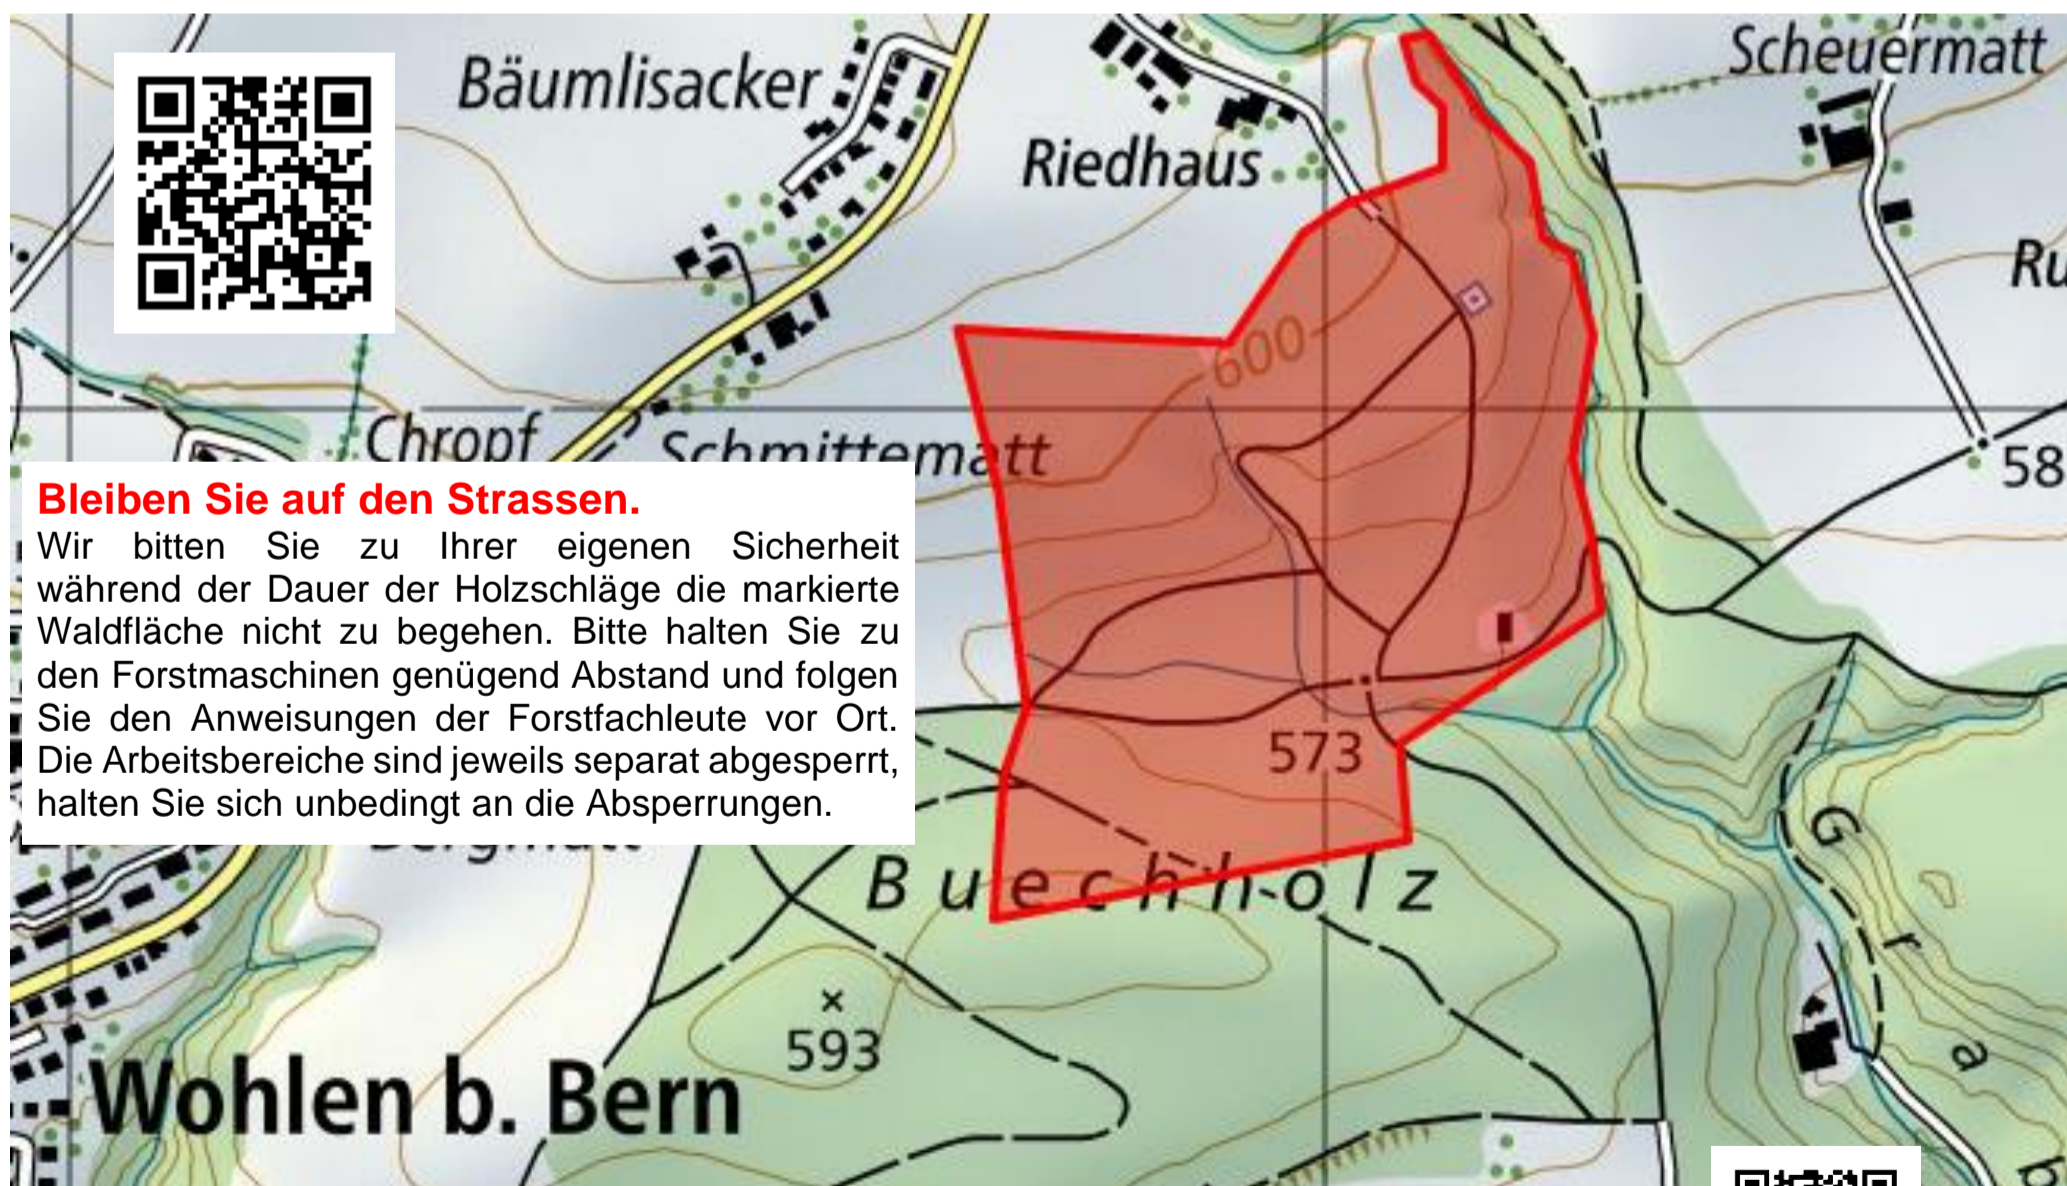 Scheuermatt
Bäumlisacker
Riedhaus
Ru
600
Chropf
Schmittematt
58
Bleiben Sie auf den Strassen.
Wir bitten Sie zu Ihrer eigenen Sicherheit
während der Dauer der Holzschläge die markierte
Waldfläche nicht zu begehen. Bitte halten Sie zu
den Forstmaschinen genügend Abstand und folgen
Sie den Anweisungen der Forstfachleute vor Ort.
Die Arbeitsbereiche sind jeweils separat abgesperrt,
halten Sie sich unbedingt an die Absperrungen.
573
Buechholz
Grab
593
Wohlen b. Bern